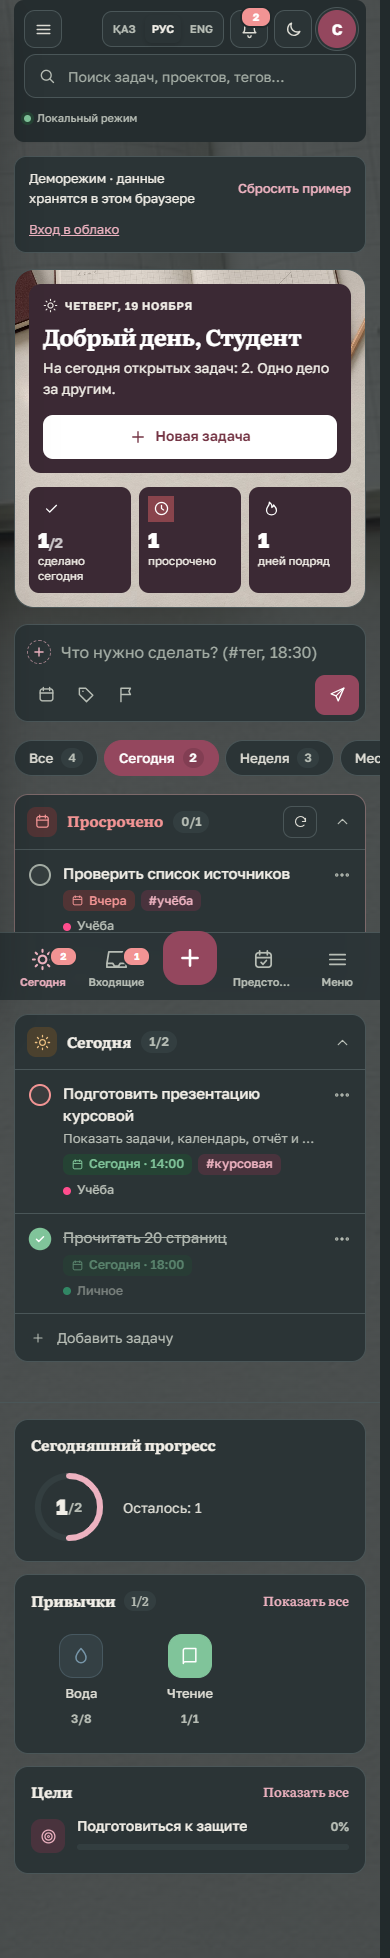 ҚАЗ РУС ENG
2
С
Поиск задач, проектов, тегов...
Локальный режим
Деморежим · данные
хранятся в этом браузере
Сбросить пример
Вход в облако
ЧЕТВЕРГ, 19 НОЯБРЯ
Добрый день, Студент
На сегодня открытых задач: 2. Одно дело
за другим.
+ Новая задача
1/2
сделано
сегодня
1
просрочено
1
дней подряд
Что нужно сделать? (#тег, 18:30)
Все 4
Сегодня 2
Неделя 3
Мес
Просрочено 0/1
Проверить список источников
Вчера #учёба
Учёба
2
Сегодня
1
Входящие
+
Предсто...
Меню
Сегодня 1/2
Подготовить презентацию
курсовой
Показать задачи, календарь, отчёт и ...
Сегодня · 14:00 #курсовая
Учёба
Прочитать 20 страниц
Сегодня · 18:00
Личное
+ Добавить задачу
Сегодняшний прогресс
1/2
Осталось: 1
Привычки 1/2
Показать все
Вода
3/8
Чтение
1/1
Цели
Показать все
Подготовиться к защите 0%